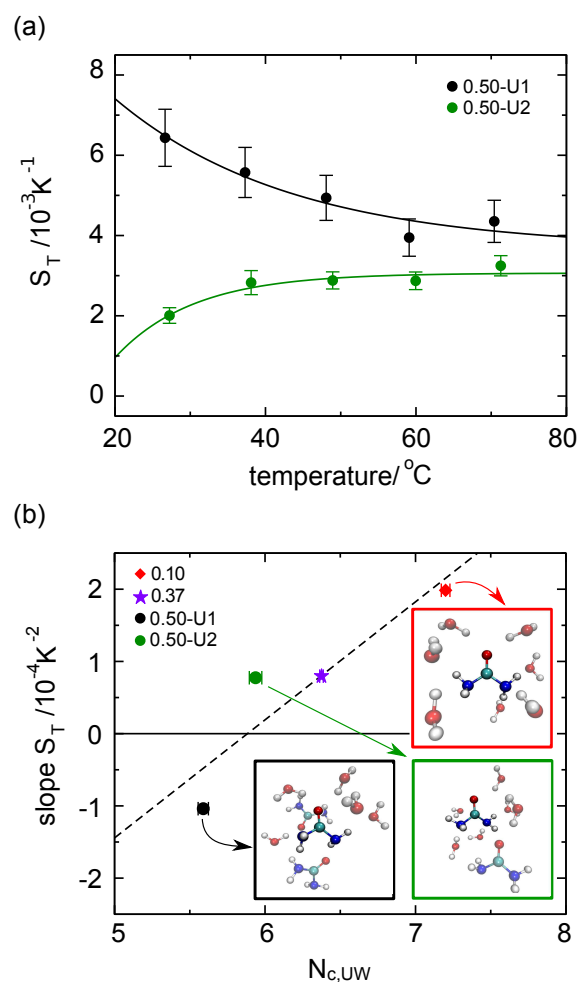 (a)
8
6
4
2
0
S_T /10^-3 K^-1
0.50-U1
0.50-U2
20 40 60 80
temperature/ °C
(b)
2
1
0
-1
-2
slope S_T /10^-4 K^-2
0.10
0.37
0.50-U1
0.50-U2
5 6 7 8
N_c,UW